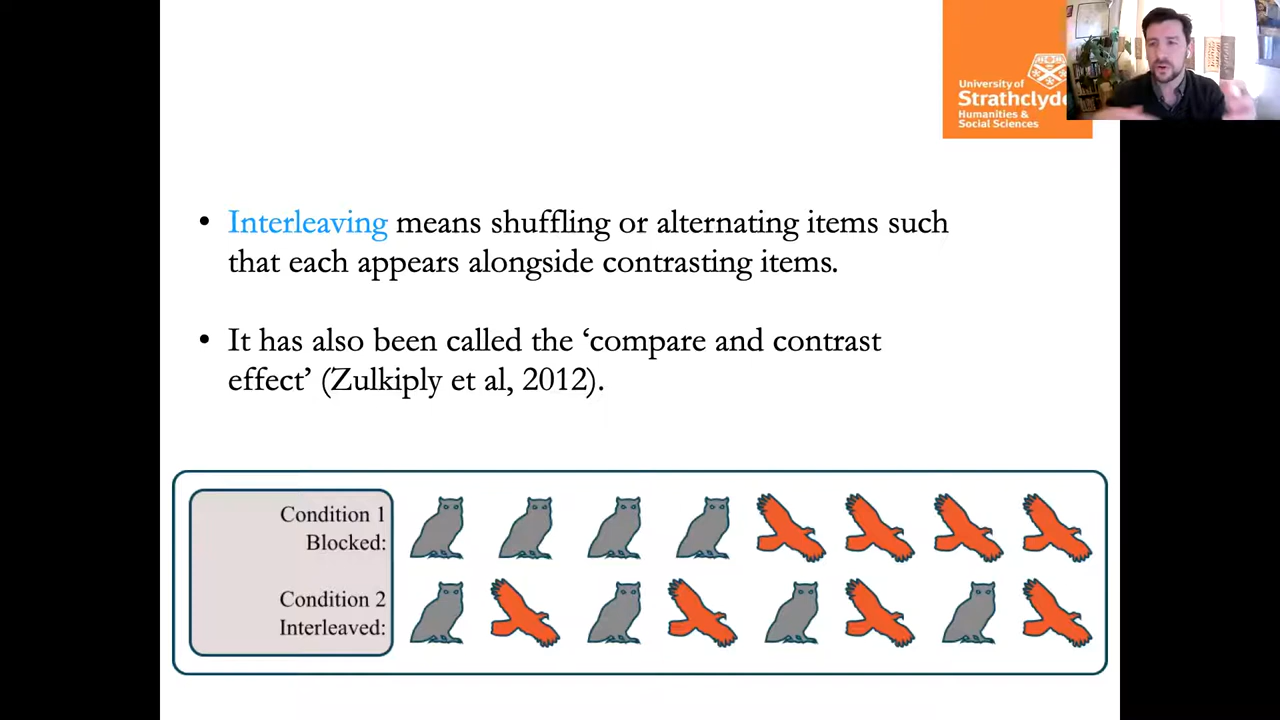 University of
Strathclyde
Humanities &
Social Sciences
• Interleaving means shuffling or alternating items such
that each appears alongside contrasting items.
• It has also been called the ‘compare and contrast
effect’ (Zulkiply et al, 2012).
Condition 1
Blocked:
Condition 2
Interleaved: